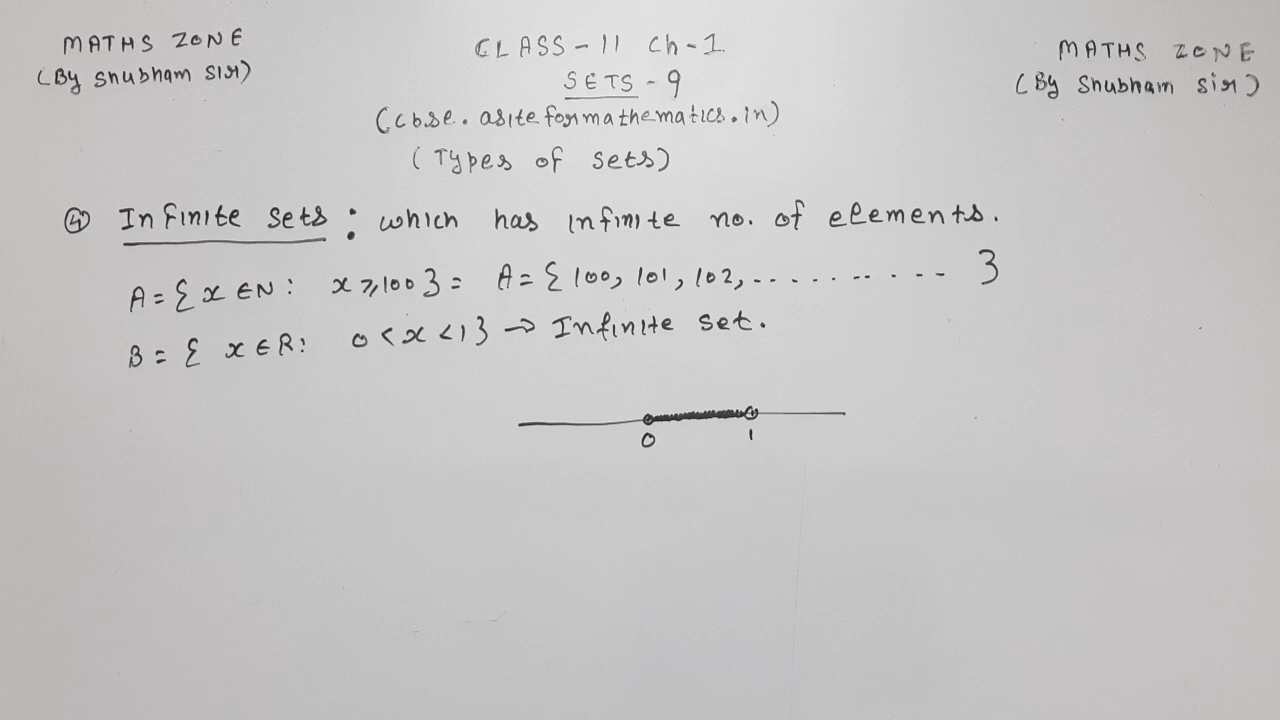 MATHS ZONE
(By Shubham Sir)
CLASS - 11 Ch-1.
SETS - 9
(cbse.asiteformathematics.in)
(Types of sets)
MATHS ZONE
(By Shubham Sir)
④ Infinite sets : which has infinite no. of elements.
A = { x ∈ N : x ≥ 100 } = A = { 100, 101, 102, .......... }
B = { x ∈ R : 0 < x < 1 } → Infinite set.
0 1